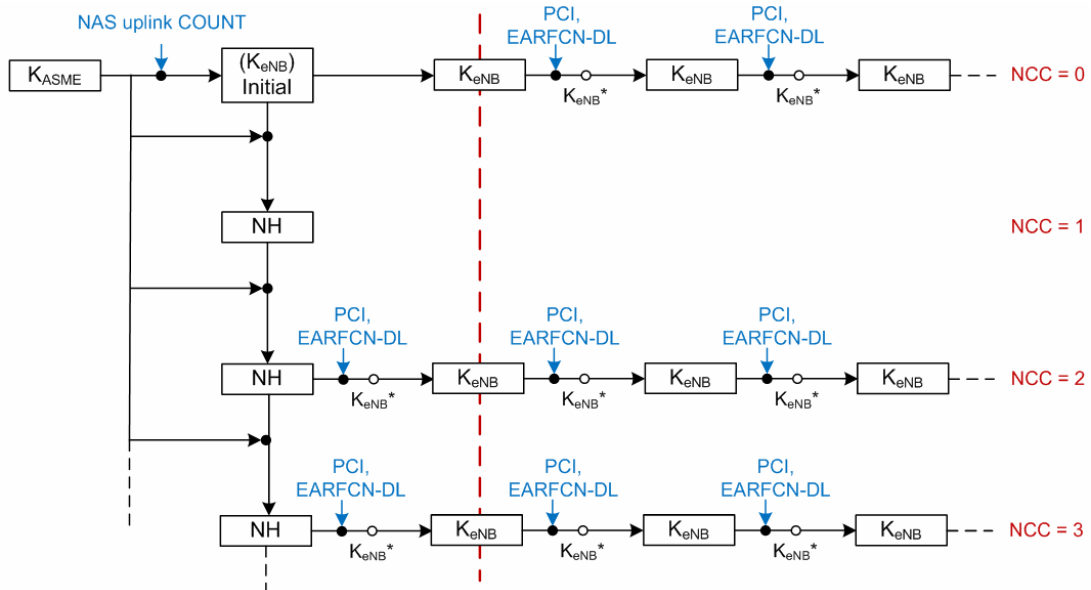 NAS uplink COUNT
PCI,
EARFCN-DL
PCI,
EARFCN-DL
KASME
(KeNB)
Initial
KeNB
KeNB*
KeNB
KeNB*
KeNB
NCC = 0
NH
NCC = 1
PCI,
EARFCN-DL
PCI,
EARFCN-DL
PCI,
EARFCN-DL
NH
KeNB*
KeNB
KeNB*
KeNB
KeNB*
KeNB
NCC = 2
PCI,
EARFCN-DL
PCI,
EARFCN-DL
PCI,
EARFCN-DL
NH
KeNB*
KeNB
KeNB*
KeNB
KeNB*
KeNB
NCC = 3